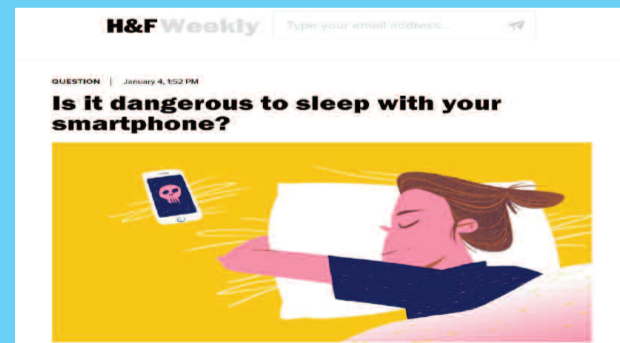 H&F Weekly
Type your email address...
QUESTION | January 4, 1:52 PM
Is it dangerous to sleep with your
smartphone?